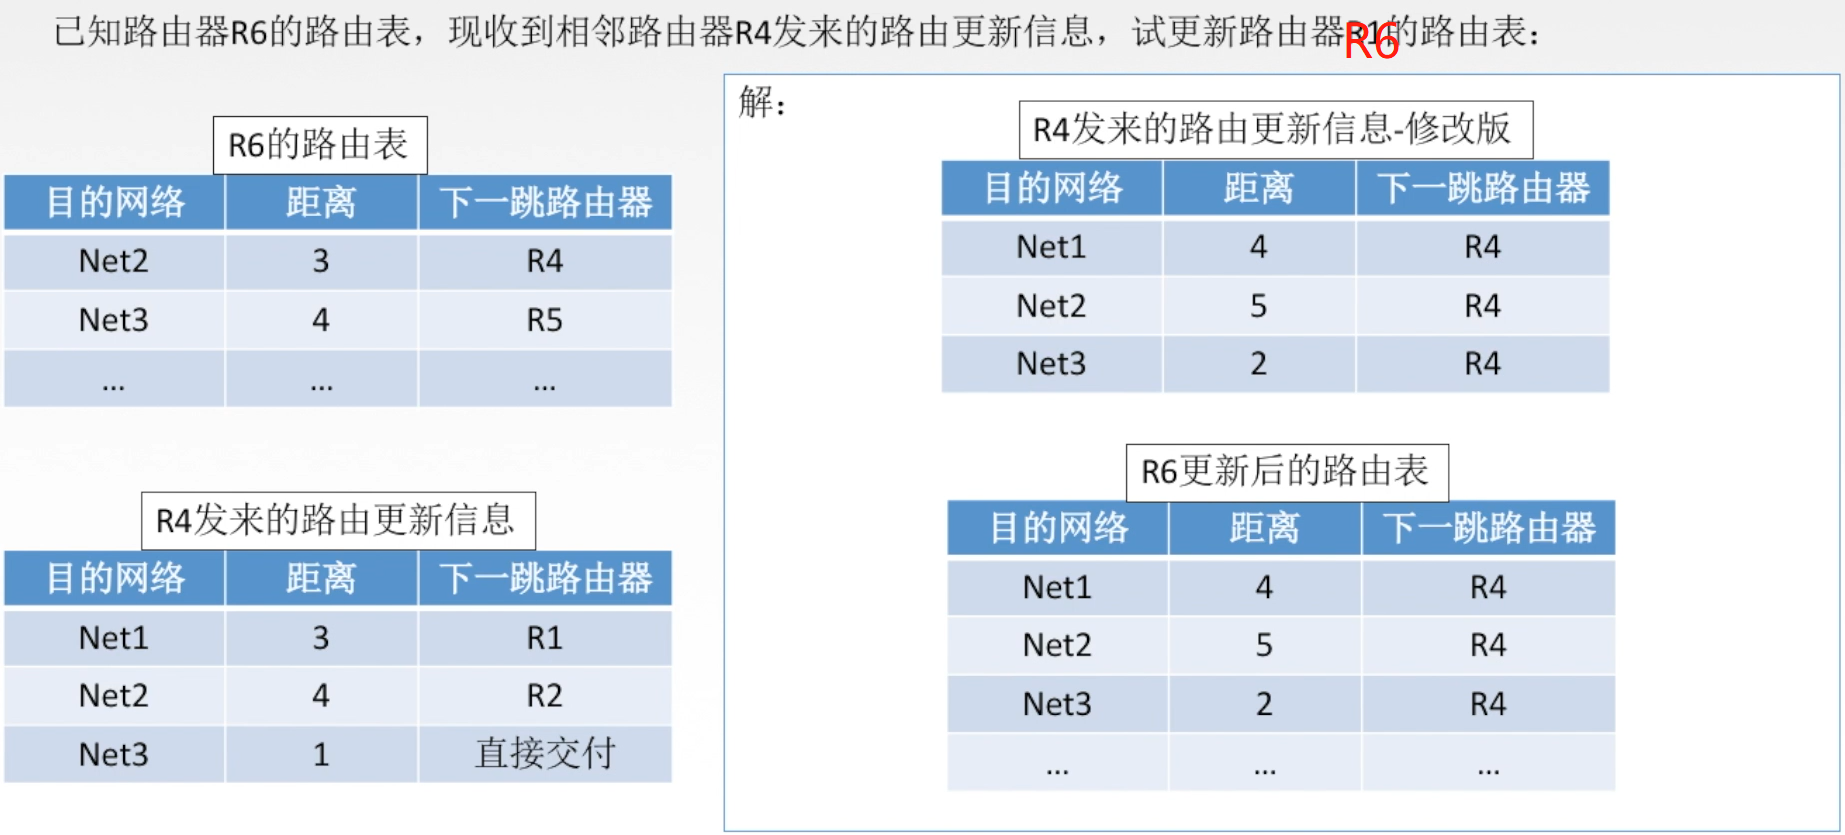 已知路由器R6的路由表，现收到相邻路由器R4发来的路由更新信息，试更新路由器R6的路由表：
R6的路由表
目的网络 距离 下一跳路由器
Net2 3 R4
Net3 4 R5
... ... ...
R4发来的路由更新信息
目的网络 距离 下一跳路由器
Net1 3 R1
Net2 4 R2
Net3 1 直接交付
解：
R4发来的路由更新信息-修改版
目的网络 距离 下一跳路由器
Net1 4 R4
Net2 5 R4
Net3 2 R4
R6更新后的路由表
目的网络 距离 下一跳路由器
Net1 4 R4
Net2 5 R4
Net3 2 R4
... ... ...